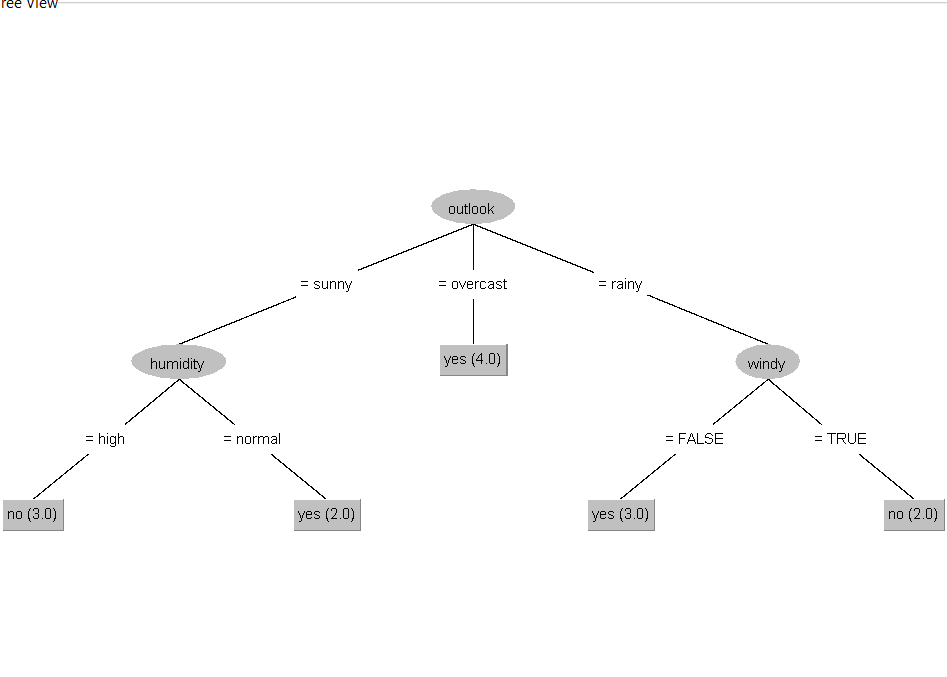 ree View
outlook
= sunny
= overcast
= rainy
humidity
yes (4.0)
windy
= high
= normal
= FALSE
= TRUE
no (3.0)
yes (2.0)
yes (3.0)
no (2.0)